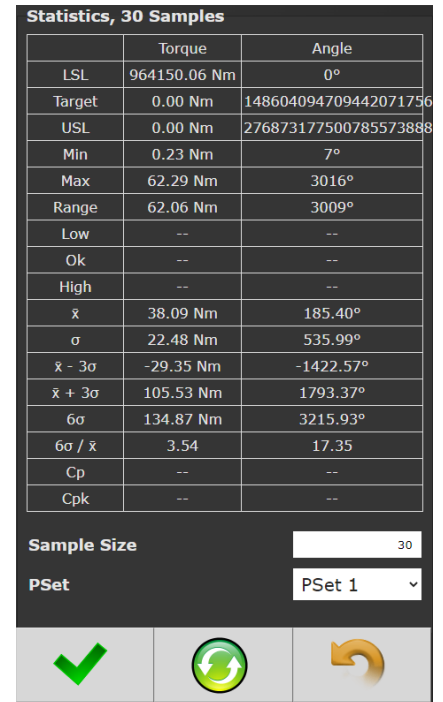 Statistics, 30 Samples
Torque Angle
LSL 964150.06 Nm 0°
Target 0.00 Nm 148604094709442071756
USL 0.00 Nm 276873177500785573888
Min 0.23 Nm 7°
Max 62.29 Nm 3016°
Range 62.06 Nm 3009°
Low -- --
Ok -- --
High -- --
x̄ 38.09 Nm 185.40°
σ 22.48 Nm 535.99°
x̄ - 3σ -29.35 Nm -1422.57°
x̄ + 3σ 105.53 Nm 1793.37°
6σ 134.87 Nm 3215.93°
6σ / x̄ 3.54 17.35
Cp -- --
Cpk -- --
Sample Size 30
PSet PSet 1